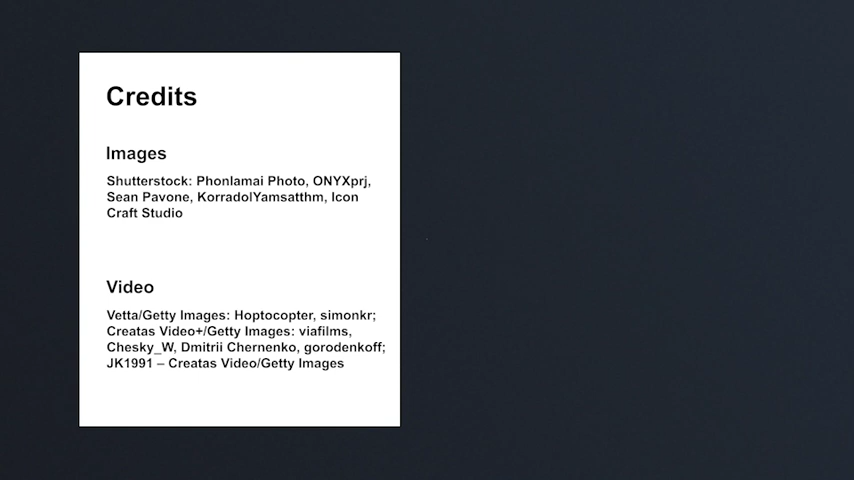 Credits
Images
Shutterstock: Phonlamai Photo, ONYXprj,
Sean Pavone, KorradolYamsatthm, Icon
Craft Studio
Video
Vetta/Getty Images: Hoptocopter, simonkr;
Creatas Video+/Getty Images: viafilms,
Chesky_W, Dmitrii Chernenko, gorodenkoff;
JK1991 – Creatas Video/Getty Images